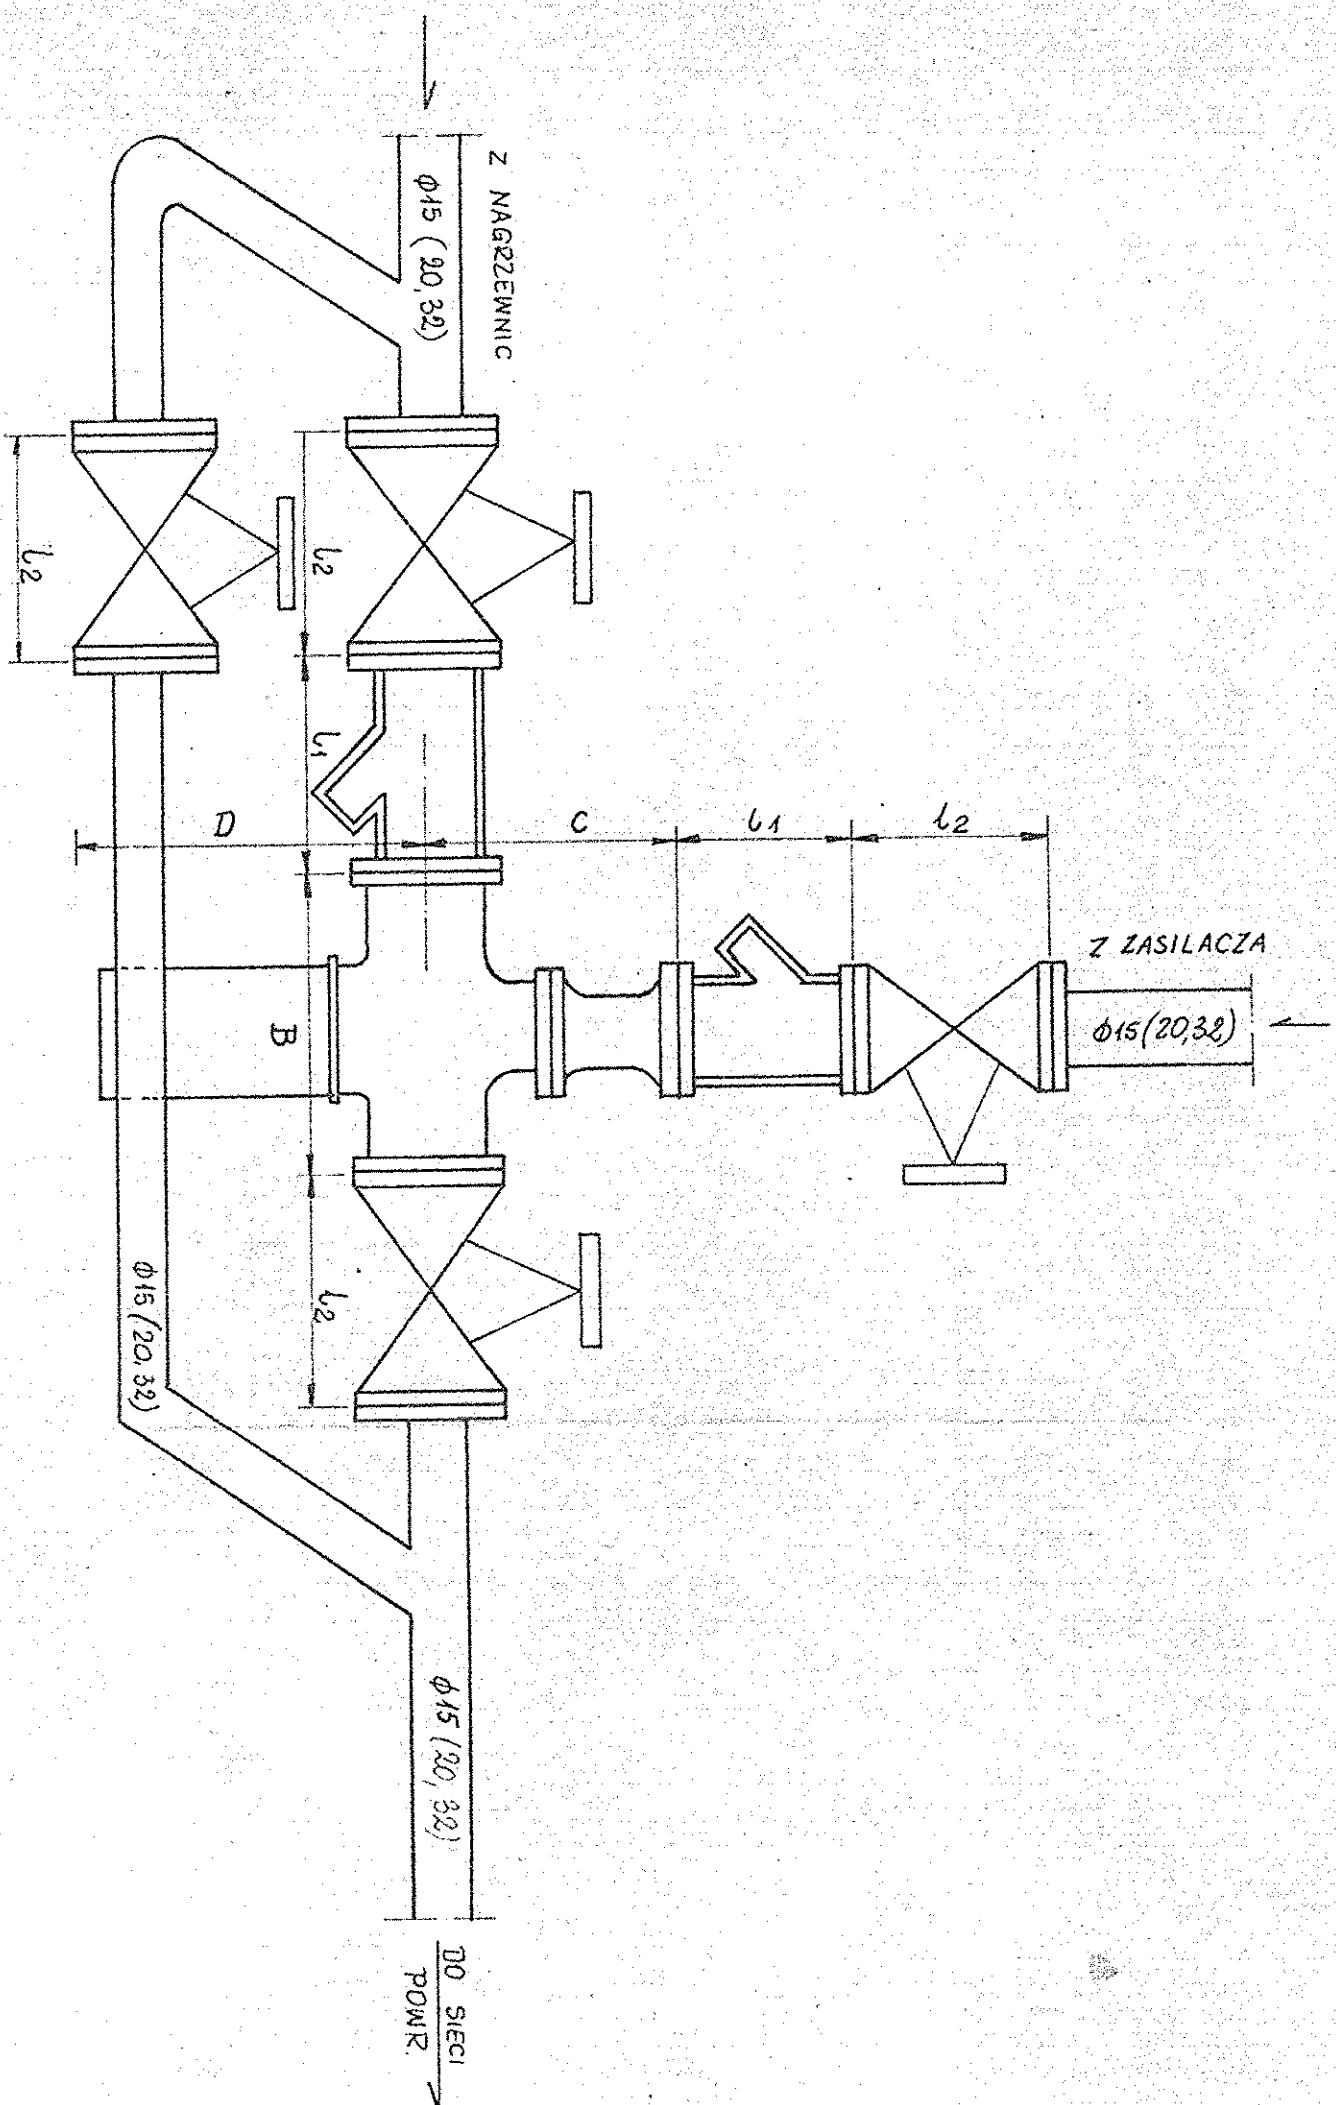 Z NAGRZEWNIC
ϕ15 (20,32)
l2
l2
l1
D
C
l1
l2
Z ZASILACZA
ϕ15(20,32)
B
l2
ϕ15 (20,32)
ϕ15 (20,32)
DO SIECI
POWR.